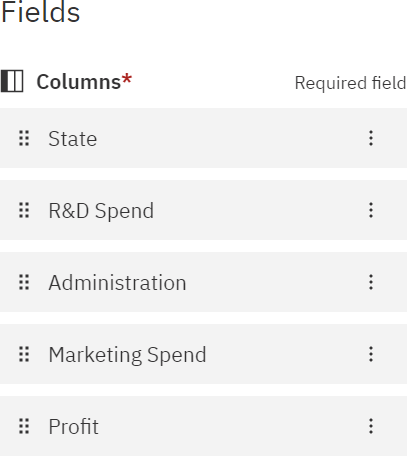 Fields
Columns* Required field
State
R&D Spend
Administration
Marketing Spend
Profit